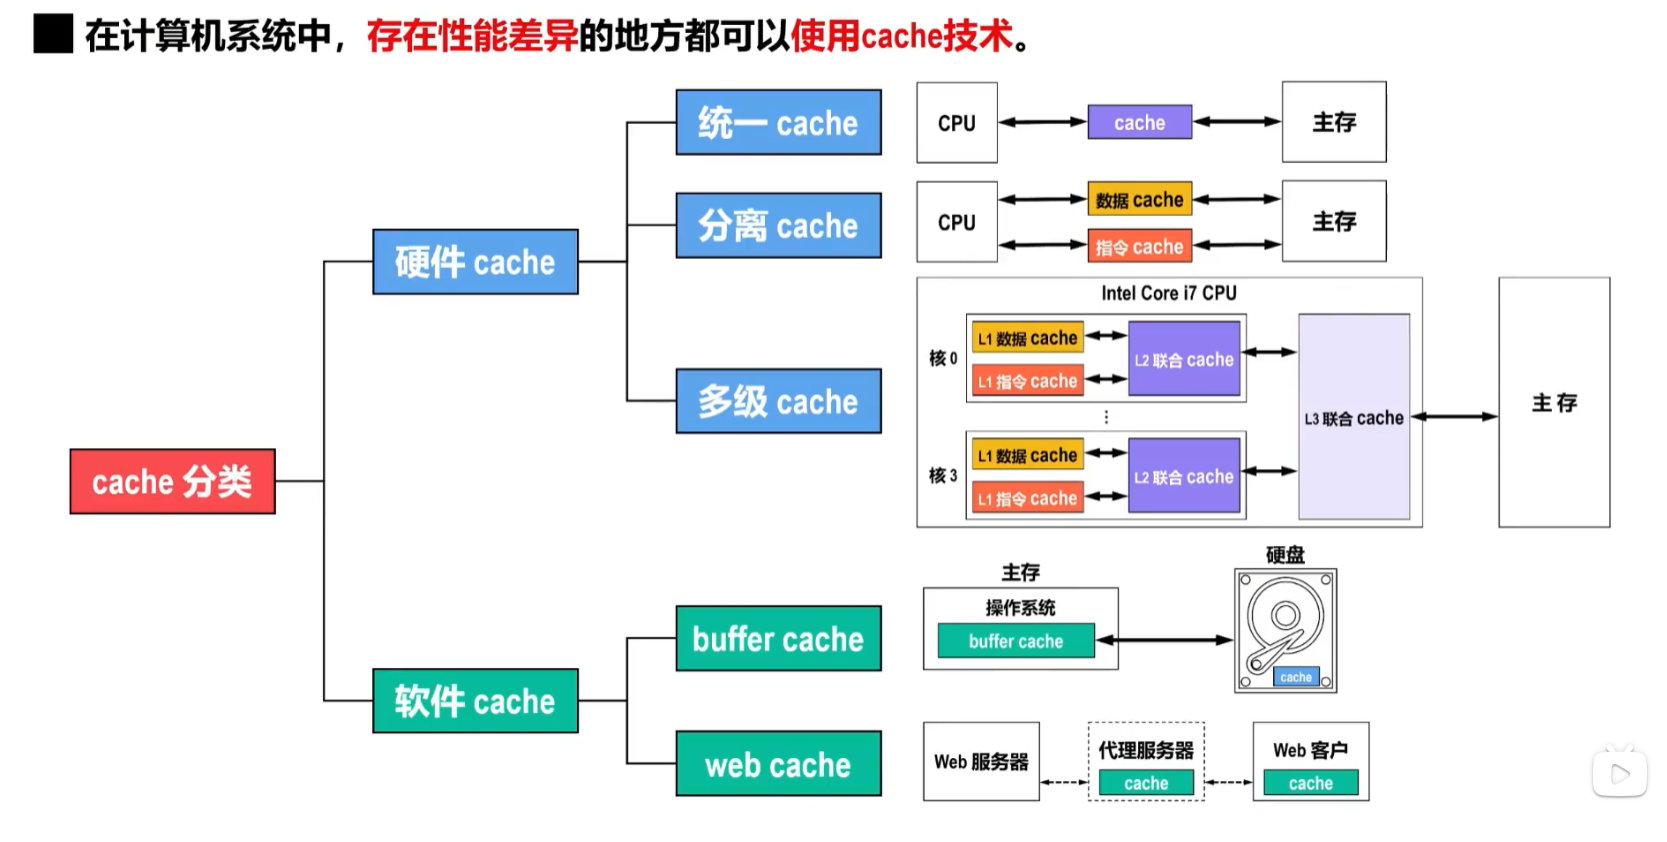 在计算机系统中，存在性能差异的地方都可以使用cache技术。
cache 分类
硬件 cache
统一 cache
CPU
cache
主存
分离 cache
CPU
数据 cache
指令 cache
主存
多级 cache
Intel Core i7 CPU
核 0
L1 数据 cache
L1 指令 cache
L2 联合 cache
⋮
核 3
L1 数据 cache
L1 指令 cache
L2 联合 cache
L3 联合 cache
主 存
软件 cache
buffer cache
主存
操作系统
buffer cache
硬盘
cache
web cache
Web 服务器
代理服务器
cache
Web 客户
cache